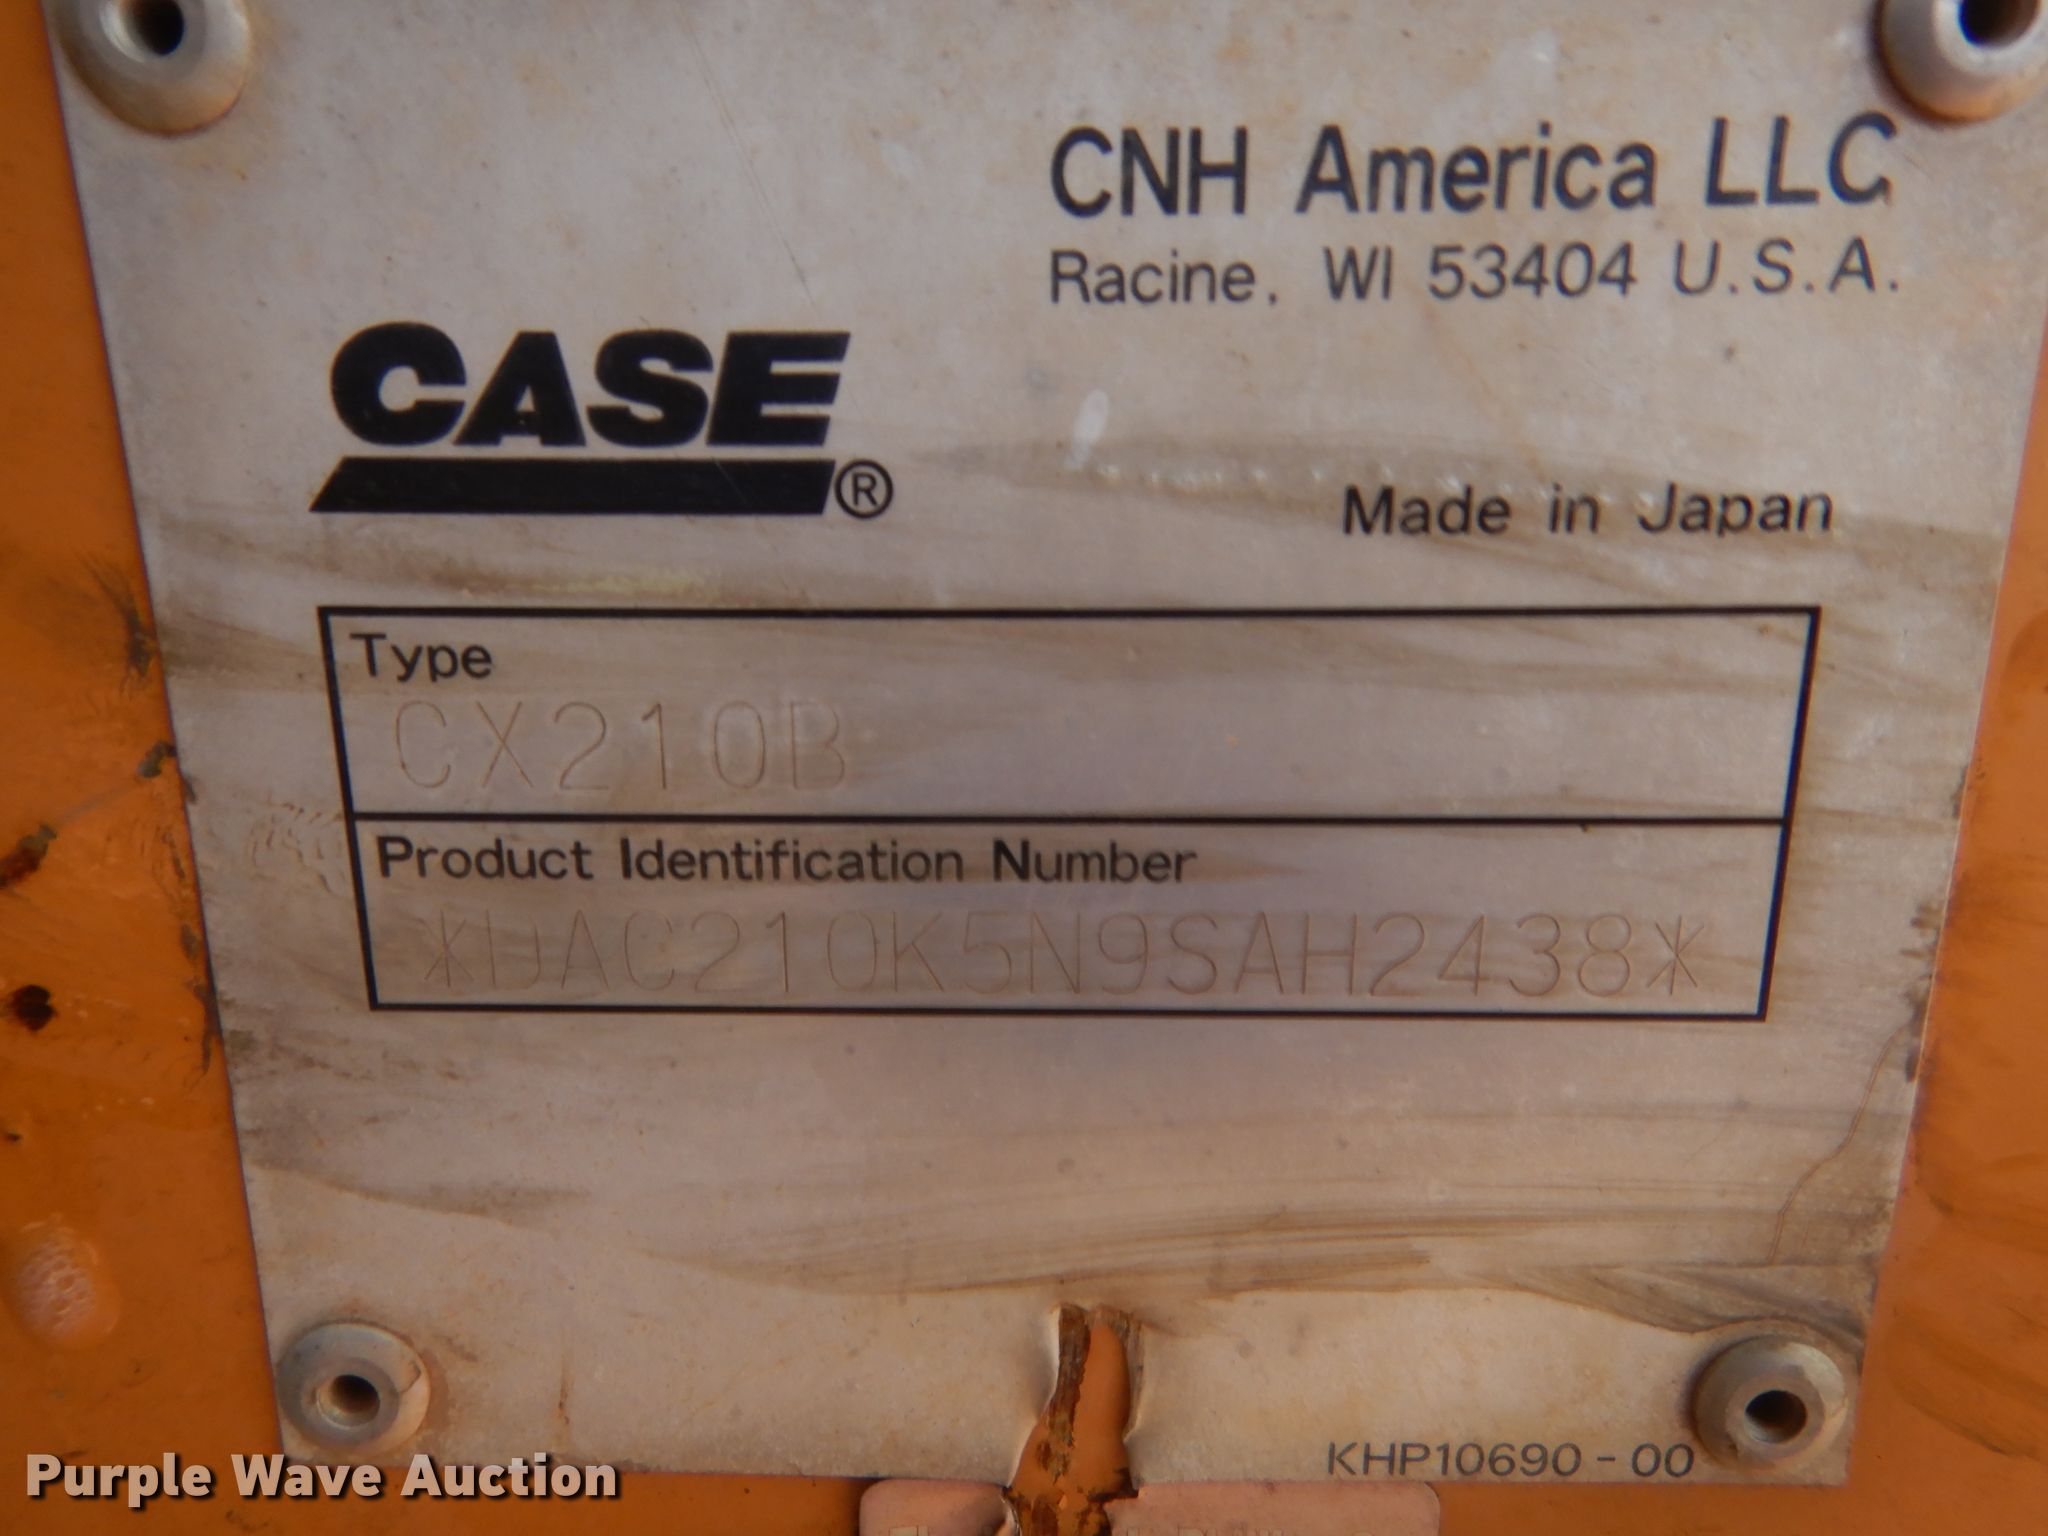 CNH America LLC
Racine, WI 53404 U.S.A.
CASE®
Made in Japan
Type
CX210B
Product Identification Number
*DAC210K5N9SAH2438*
KHP10690-00
Purple Wave Auction